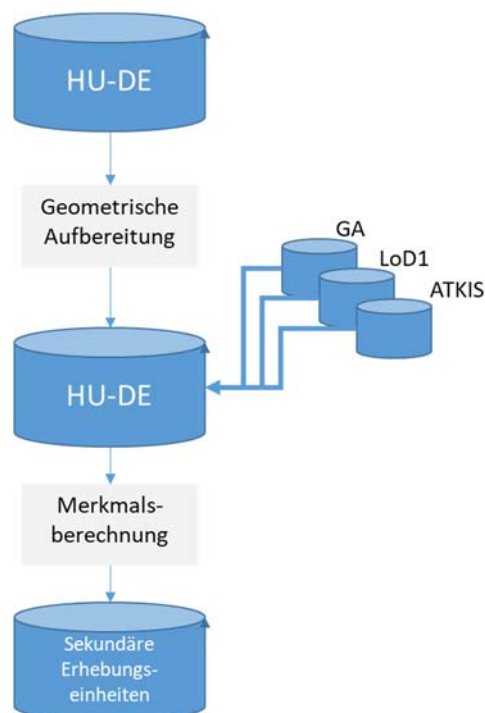 HU-DE
Geometrische
Aufbereitung
GA
LoD1
ATKIS
HU-DE
Merkmals-
berechnung
Sekundäre
Erhebungs-
einheiten